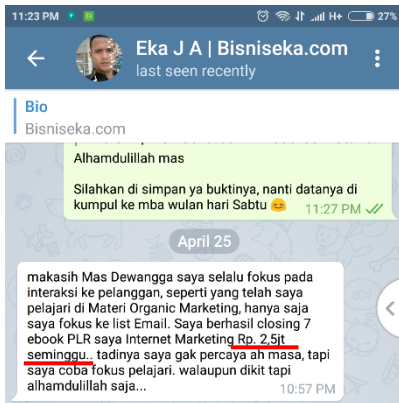 11:23 PM
H+ 27%
Eka J A | Bisniseka.com
last seen recently
Bio
Bisniseka.com
Alhamdulillah mas
Silahkan di simpan ya buktinya, nanti datanya di
kumpul ke mba wulan hari Sabtu 😊
11:27 PM
April 25
makasih Mas Dewangga saya selalu fokus pada
interaksi ke pelanggan, seperti yang telah saya
pelajari di Materi Organic Marketing, hanya saja
saya fokus ke list Email. Saya berhasil closing 7
ebook PLR saya Internet Marketing Rp. 2,5jt
seminggu.. tadinya saya gak percaya ah masa, tapi
saya coba fokus pelajari. walaupun dikit tapi
alhamdulillah saja...
10:57 PM